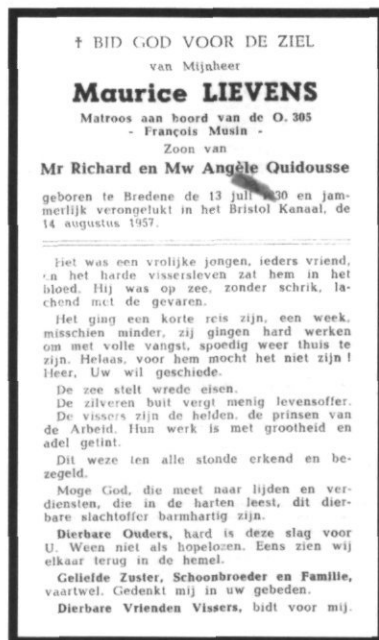 † BID GOD VOOR DE ZIEL
van Mijnheer
Maurice LIEVENS
Matroos aan boord van de O. 305
- François Musin -
Zoon van
Mr Richard en Mw Angèle Quidousse
geboren te Bredene de 13 juli 30 en jam-
merlijk verongelukt in het Bristol Kanaal, de
14 augustus 1957.
Het was een vrolijke jongen, ieders vriend,
en het harde vissersleven zat hem in het
bloed. Hij was op zee, zonder schrik, la-
chend met de gevaren.
Het ging een korte reis zijn, een week,
misschien minder, zij gingen hard werken
om met volle vangst, spoedig weer thuis te
zijn. Helaas, voor hem mocht het niet zijn !
Heer, Uw wil geschiede.
De zee stelt wrede eisen.
De zilveren buit vergt menig levensoffer.
De vissers zijn de helden, de prinsen van
de Arbeid. Hun werk is met grootheid en
adel getint.
Dit weze ten alle stonde erkend en be-
zegeld.
Moge God, die meet naar lijden en ver-
diensten, die in de harten leest, dit dier-
bare slachtoffer barmhartig zijn.
Dierbare Ouders, hard is deze slag voor
U. Ween niet als hopelozen. Eens zien wij
elkaar terug in de hemel.
Geliefde Zuster, Schoonbroeder en Familie,
vaartwel. Gedenkt mij in uw gebeden.
Dierbare Vrienden Vissers, bidt voor mij.